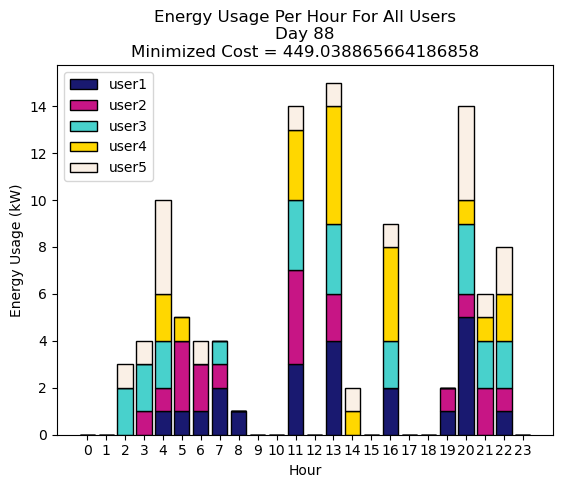 Energy Usage Per Hour For All Users
Day 88
Minimized Cost = 449.038865664186858
user1
user2
user3
user4
user5
14
12
10
8
6
4
2
0
Energy Usage (kW)
0 1 2 3 4 5 6 7 8 9 10 11 12 13 14 15 16 17 18 19 20 21 22 23
Hour